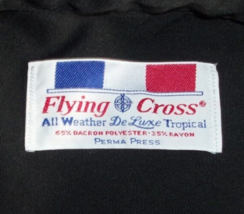 Flying Cross®
All Weather De Luxe Tropical
65% DACRON POLYESTER-35% RAYON
PERMA PRESS